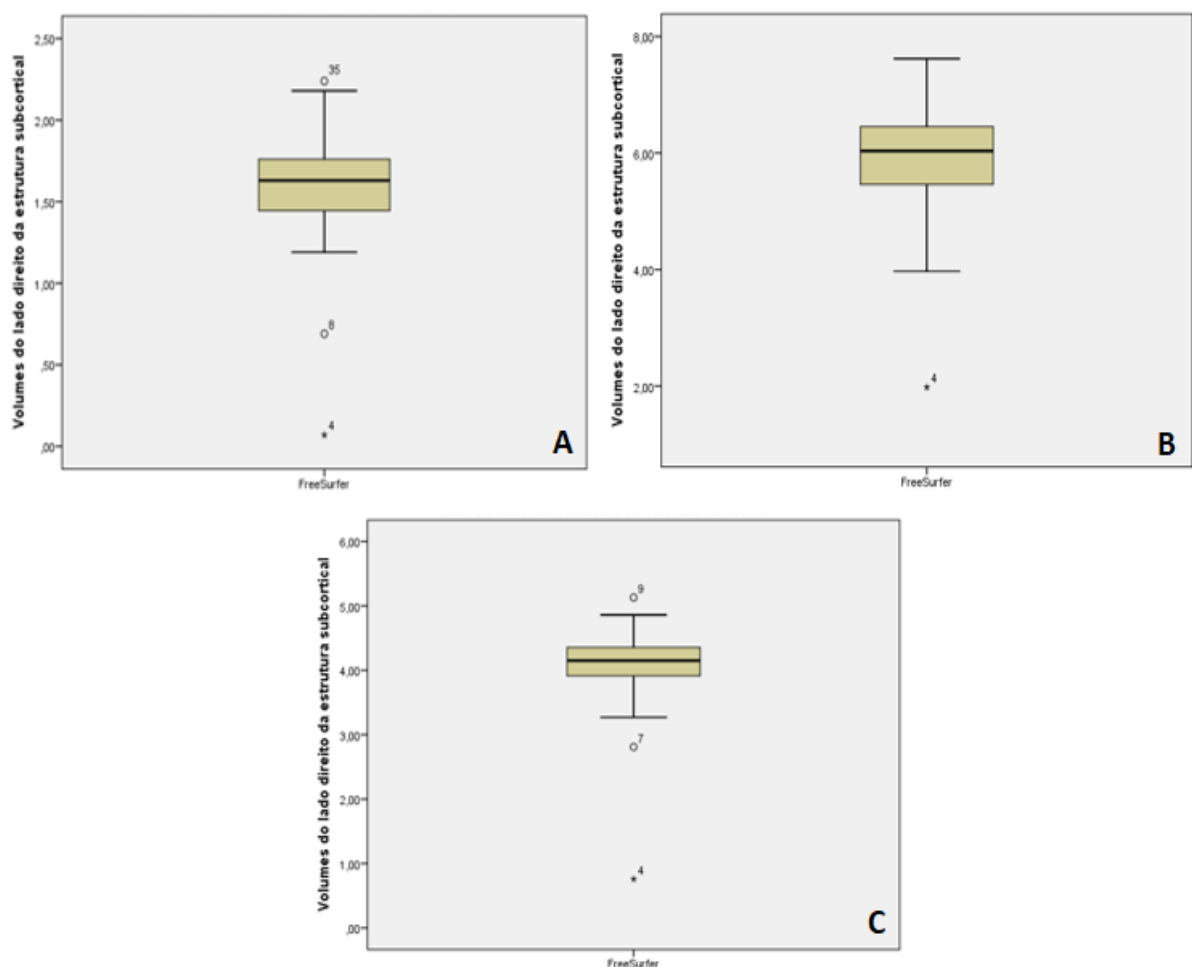 Volumes do lado direito da estrutura subcortical
2,50
2,00
1,50
1,00
,50
,00
35
8
4
A
FreeSurfer
Volumes do lado direito da estrutura subcortical
8,00
6,00
4,00
2,00
4
B
FreeSurfer
Volumes do lado direito da estrutura subcortical
6,00
5,00
4,00
3,00
2,00
1,00
,00
9
7
4
C
FreeSurfer